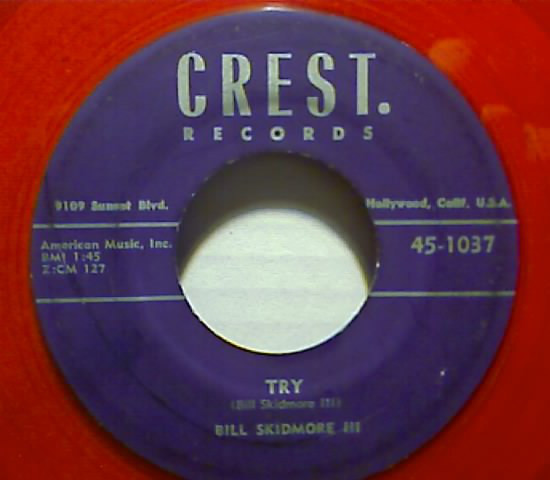 CREST.
RECORDS
9109 Sunset Blvd. Hollywood, Calif. U.S.A.
American Music, Inc. 45-1037
BMI 1:45
Z:CM 127
TRY
(Bill Skidmore III)
BILL SKIDMORE III